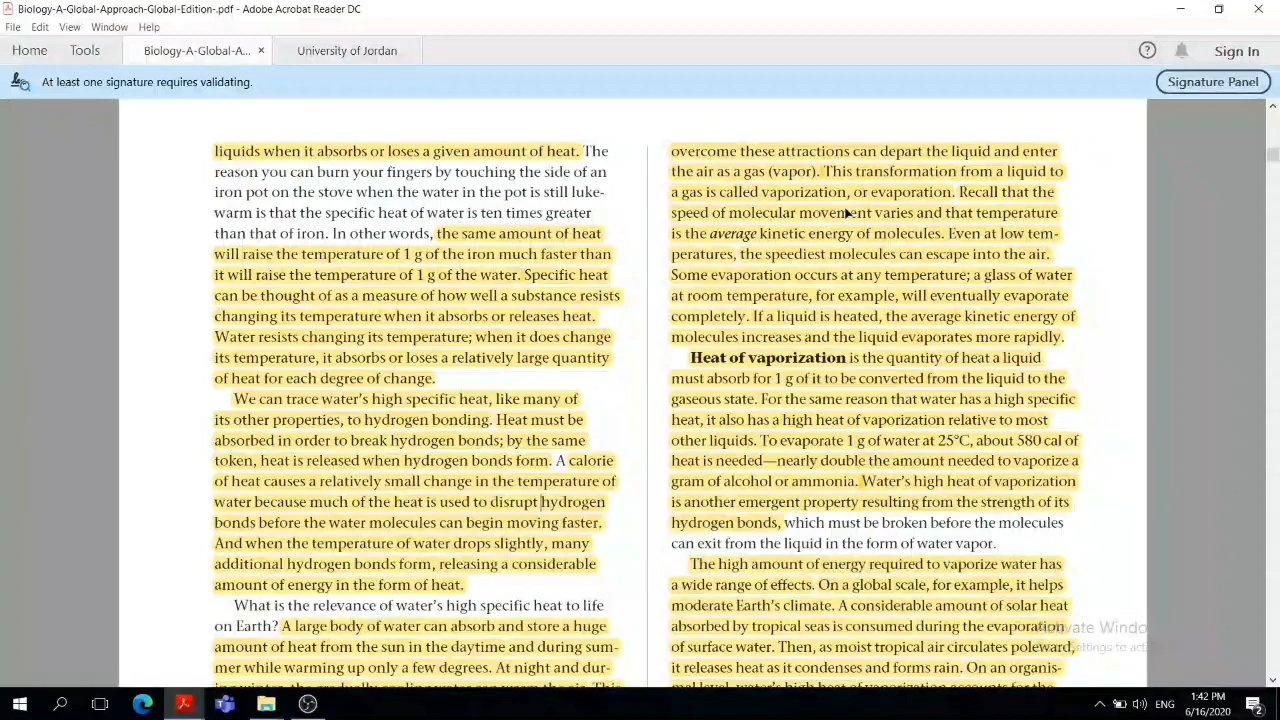 Biology-A-Global-Approach-Global-Edition-.pdf - Adobe Acrobat Reader DC
File Edit View Window Help
Home Tools Biology-A-Global-A... × University of Jordan Sign In
At least one signature requires validating. Signature Panel
liquids when it absorbs or loses a given amount of heat. The
reason you can burn your fingers by touching the side of an
iron pot on the stove when the water in the pot is still luke-
warm is that the specific heat of water is ten times greater
than that of iron. In other words, the same amount of heat
will raise the temperature of 1 g of the iron much faster than
it will raise the temperature of 1 g of the water. Specific heat
can be thought of as a measure of how well a substance resists
changing its temperature when it absorbs or releases heat.
Water resists changing its temperature; when it does change
its temperature, it absorbs or loses a relatively large quantity
of heat for each degree of change.
We can trace water's high specific heat, like many of
its other properties, to hydrogen bonding. Heat must be
absorbed in order to break hydrogen bonds; by the same
token, heat is released when hydrogen bonds form. A calorie
of heat causes a relatively small change in the temperature of
water because much of the heat is used to disrupt hydrogen
bonds before the water molecules can begin moving faster.
And when the temperature of water drops slightly, many
additional hydrogen bonds form, releasing a considerable
amount of energy in the form of heat.
What is the relevance of water's high specific heat to life
on Earth? A large body of water can absorb and store a huge
amount of heat from the sun in the daytime and during sum-
mer while warming up only a few degrees. At night and dur-
overcome these attractions can depart the liquid and enter
the air as a gas (vapor). This transformation from a liquid to
a gas is called vaporization, or evaporation. Recall that the
speed of molecular movement varies and that temperature
is the average kinetic energy of molecules. Even at low tem-
peratures, the speediest molecules can escape into the air.
Some evaporation occurs at any temperature; a glass of water
at room temperature, for example, will eventually evaporate
completely. If a liquid is heated, the average kinetic energy of
molecules increases and the liquid evaporates more rapidly.
Heat of vaporization is the quantity of heat a liquid
must absorb for 1 g of it to be converted from the liquid to the
gaseous state. For the same reason that water has a high specific
heat, it also has a high heat of vaporization relative to most
other liquids. To evaporate 1 g of water at 25°C, about 580 cal of
heat is needed—nearly double the amount needed to vaporize a
gram of alcohol or ammonia. Water's high heat of vaporization
is another emergent property resulting from the strength of its
hydrogen bonds, which must be broken before the molecules
can exit from the liquid in the form of water vapor.
The high amount of energy required to vaporize water has
a wide range of effects. On a global scale, for example, it helps
moderate Earth's climate. A considerable amount of solar heat
absorbed by tropical seas is consumed during the evaporation
of surface water. Then, as moist tropical air circulates poleward,
it releases heat as it condenses and forms rain. On an organis-
mal level, water's high heat of vaporization accounts for the
ENG
1:42 PM
6/16/2020
2